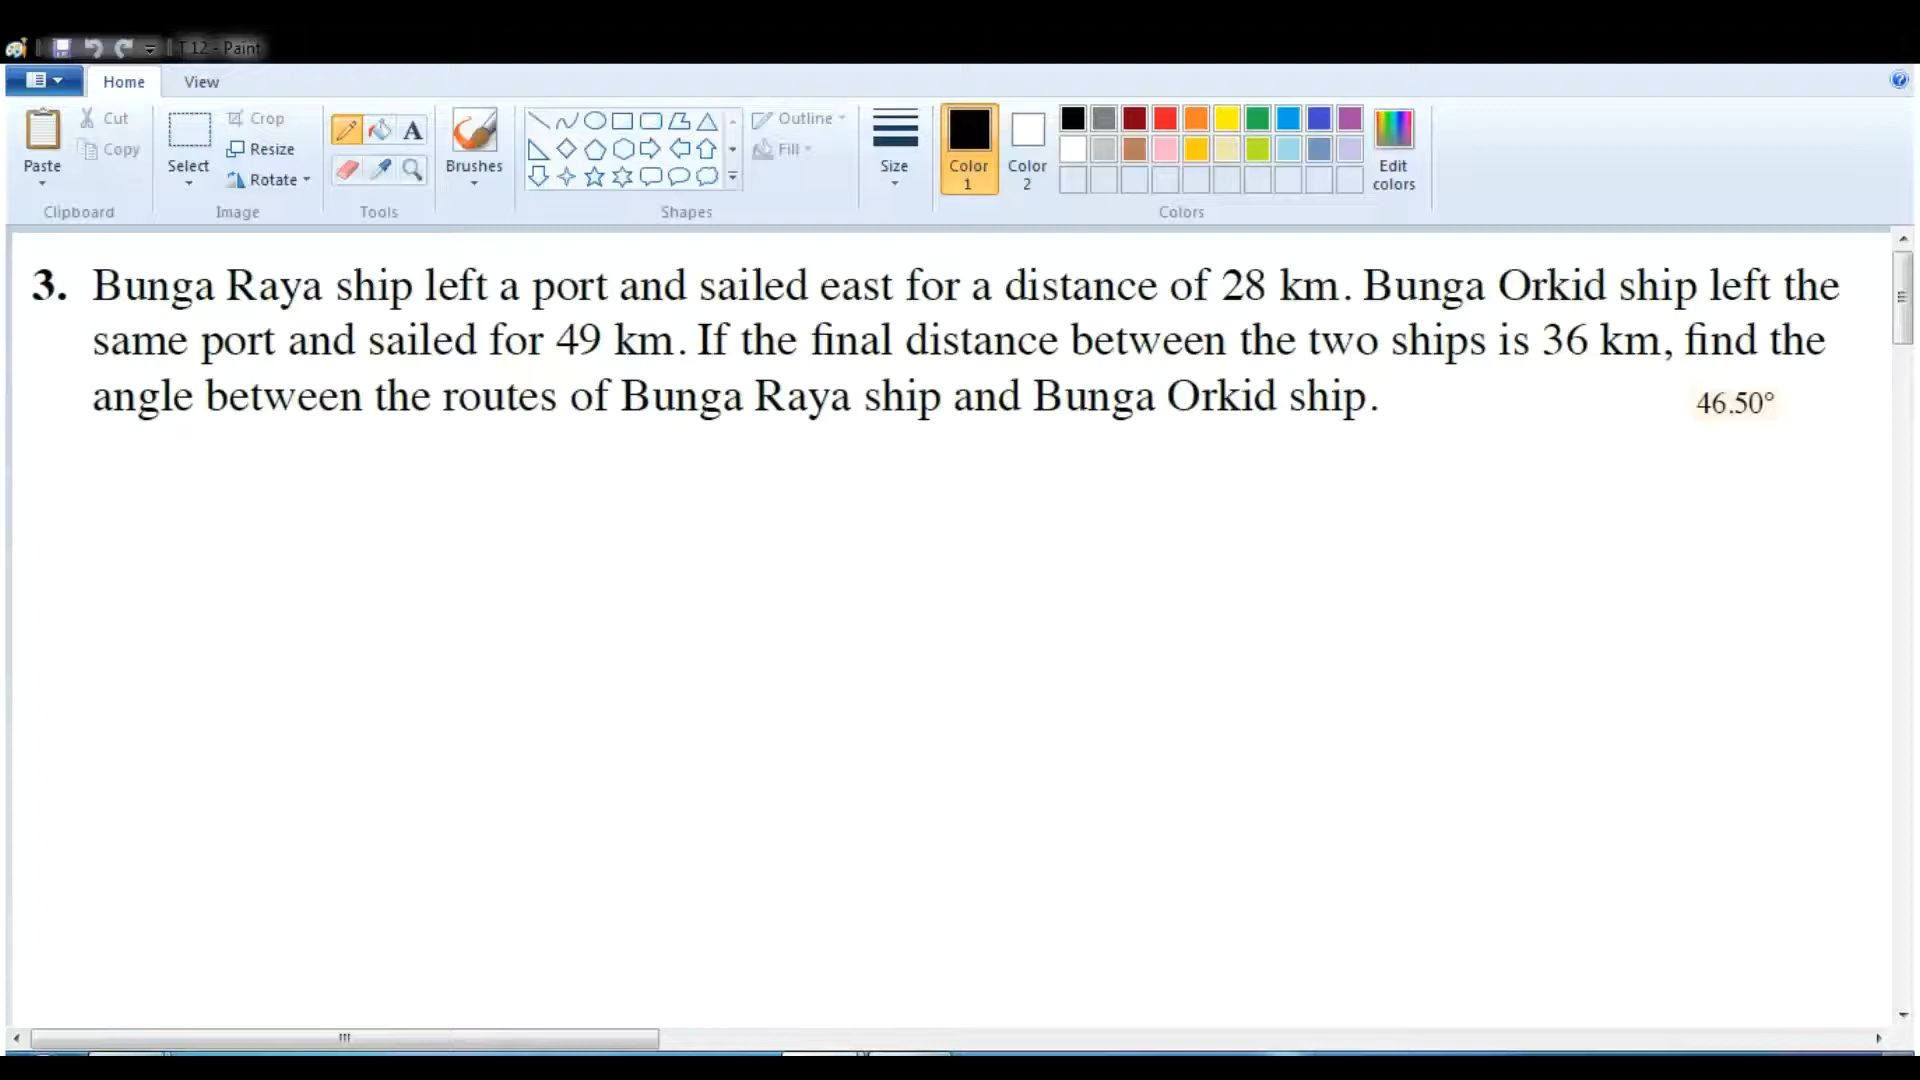 T 12 - Paint
Home View
Paste Cut Copy Select Crop Resize Rotate A Brushes Outline Fill Size Color 1 Color 2 Edit colors
Clipboard Image Tools Shapes Colors
3. Bunga Raya ship left a port and sailed east for a distance of 28 km. Bunga Orkid ship left the
same port and sailed for 49 km. If the final distance between the two ships is 36 km, find the
angle between the routes of Bunga Raya ship and Bunga Orkid ship. 46.50°